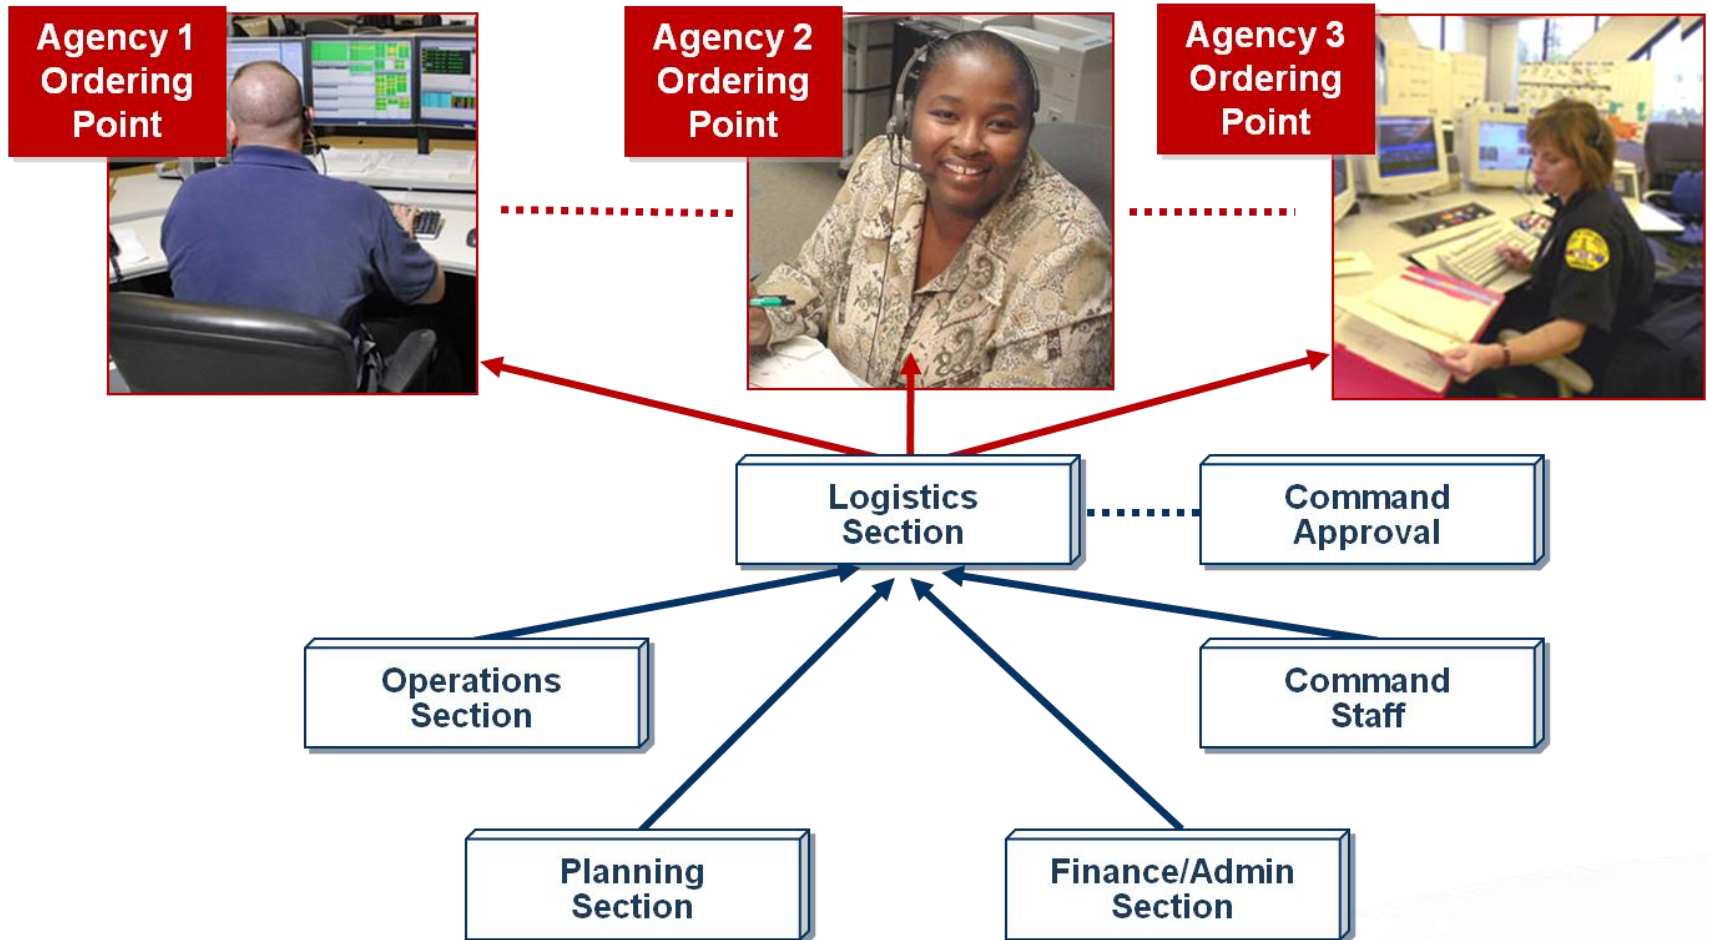 Agency 1
Ordering
Point
Agency 2
Ordering
Point
Agency 3
Ordering
Point
Logistics
Section
Command
Approval
Operations
Section
Command
Staff
Planning
Section
Finance/Admin
Section